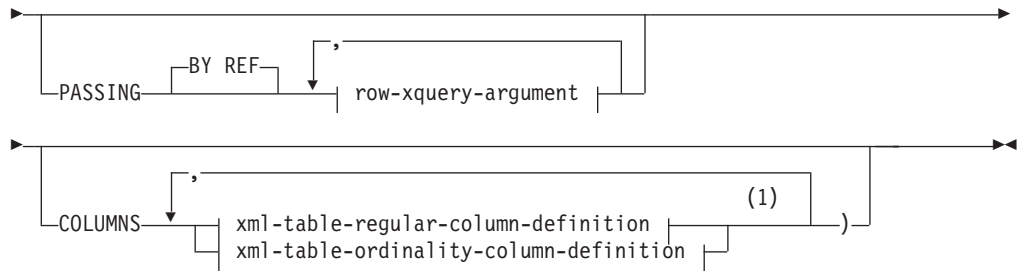 ,
BY REF
PASSING row-xquery-argument
,
(1)
COLUMNS xml-table-regular-column-definition )
xml-table-ordinality-column-definition